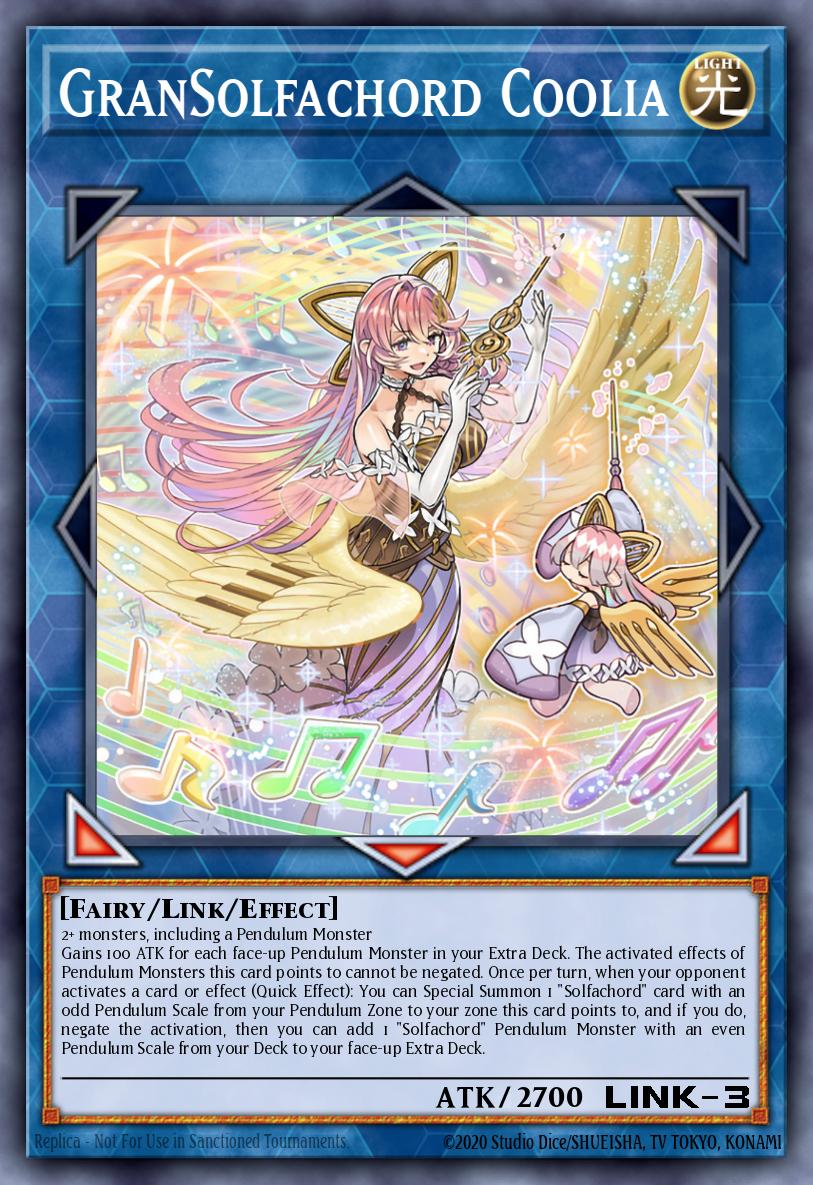 GranSolfachord Coolia
LIGHT
光
[Fairy/Link/Effect]
2+ monsters, including a Pendulum Monster
Gains 100 ATK for each face-up Pendulum Monster in your Extra Deck. The activated effects of
Pendulum Monsters this card points to cannot be negated. Once per turn, when your opponent
activates a card or effect (Quick Effect): You can Special Summon 1 "Solfachord" card with an
odd Pendulum Scale from your Pendulum Zone to your zone this card points to, and if you do,
negate the activation, then you can add 1 "Solfachord" Pendulum Monster with an even
Pendulum Scale from your Deck to your face-up Extra Deck.
ATK/2700 LINK-3
Replica - Not For Use in Sanctioned Tournaments. ©2020 Studio Dice/SHUEISHA, TV TOKYO, KONAMI